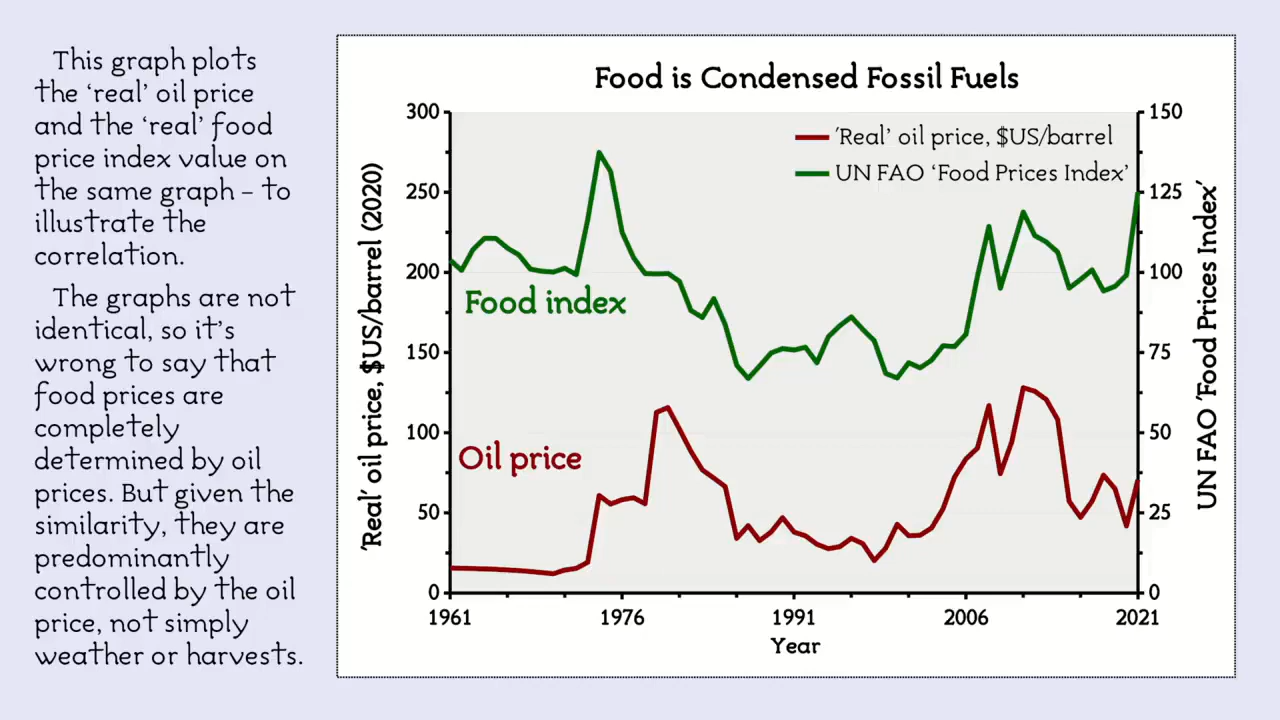 This graph plots
the ‘real’ oil price
and the ‘real’ food
price index value on
the same graph – to
illustrate the
correlation.
The graphs are not
identical, so it’s
wrong to say that
food prices are
completely
determined by oil
prices. But given the
similarity, they are
predominantly
controlled by the oil
price, not simply
weather or harvests.
Food is Condensed Fossil Fuels
‘Real’ oil price, $US/barrel
UN FAO ‘Food Prices Index’
Food index
Oil price
‘Real’ oil price, $US/barrel (2020)
300
250
200
150
100
50
0
UN FAO ‘Food Prices Index’
150
125
100
75
50
25
0
1961 1976 1991 2006 2021
Year